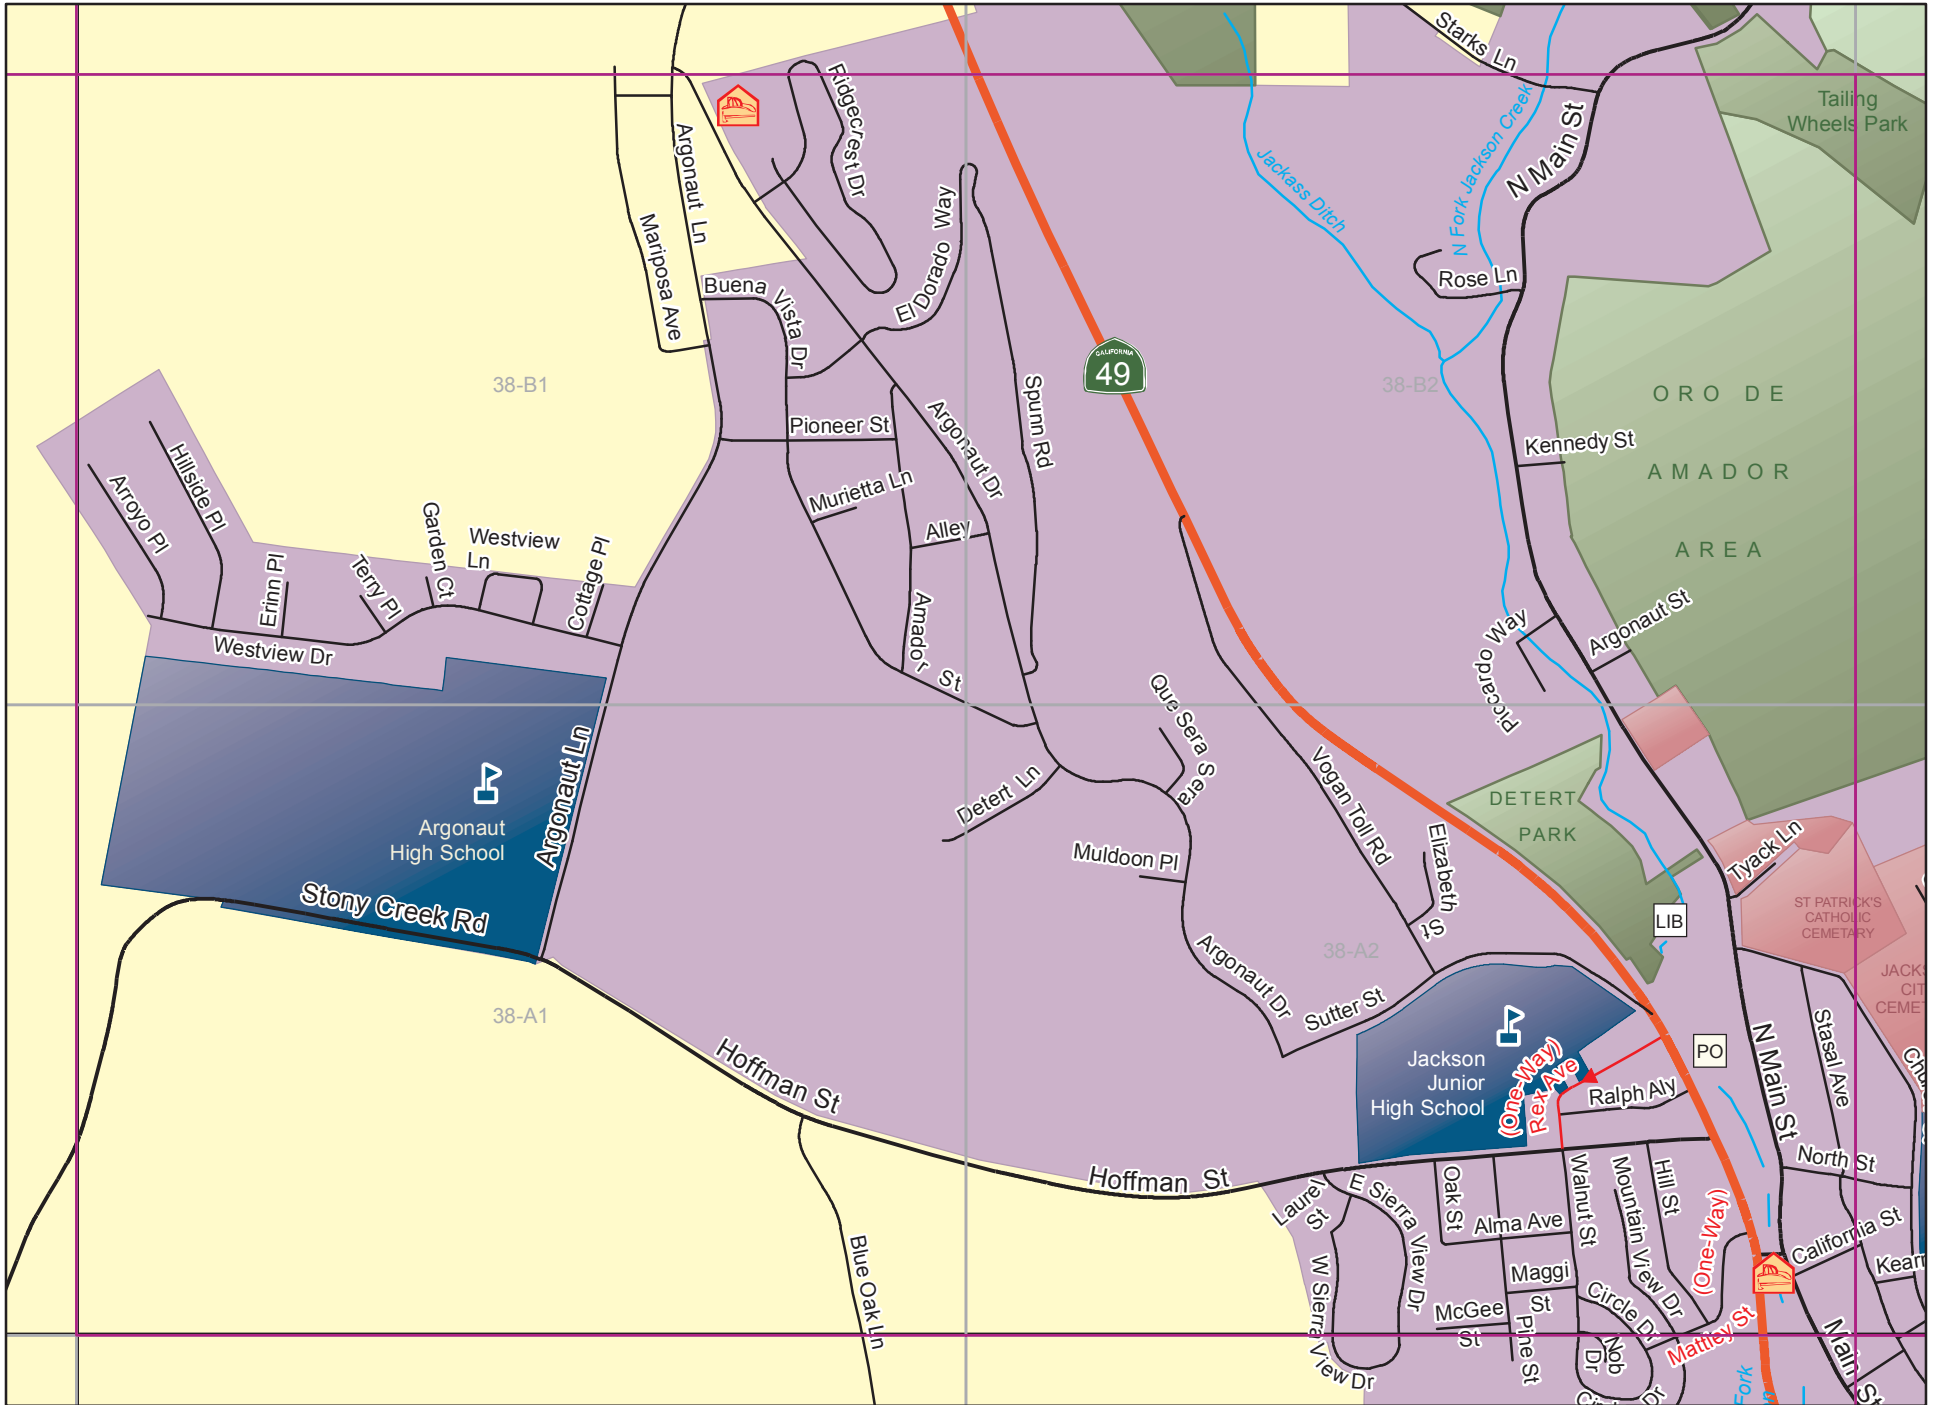 Starks Ln
Ridgecrest Dr
Argonaut Ln
Mariposa Ave
Tailing
Wheels Park
N Main St
N Fork Jackson Creek
Jackass Ditch
El Dorado Way
Rose Ln
Buena Vista Dr
CALIFORNIA
49
38-B1
38-B2
ORO DE
AMADOR
AREA
Spunn Rd
Argonaut Dr
Pioneer St
Kennedy St
Murietta Ln
Alley
Hillside Pl
Arroyo Pl
Garden Ct
Westview
Ln
Cottage Pl
Erinn Pl
Terry Pl
Westview Dr
Amador St
Piccardo Way
Argonaut St
Que Sera Sera
Vogan Toll Rd
Detert Ln
DETERT
PARK
Argonaut
High School
Argonaut Ln
Muldoon Pl
Elizabeth
St
Tyack Ln
LIB
ST PATRICK'S
CATHOLIC
CEMETARY
Stony Creek Rd
38-A2
Argonaut Dr
Sutter St
JACKS
CIT
CEME
38-A1
Stasal Ave
PO
N Main St
Hoffman St
Jackson
Junior
High School
(One-Way)
Rex Ave
Ralph Aly
North St
Hoffman St
Laurel
St
E Sierra View Dr
Oak St
Walnut St
Mountain View Dr
Hill St
Alma Ave
(One-Way)
California St
Kearn
Blue Oak Ln
W Sierra View Dr
Maggi
St
McGee
St
Pine St
Circle Dr
Nob
Dr
Mattley St
Main St
Fork
Dr